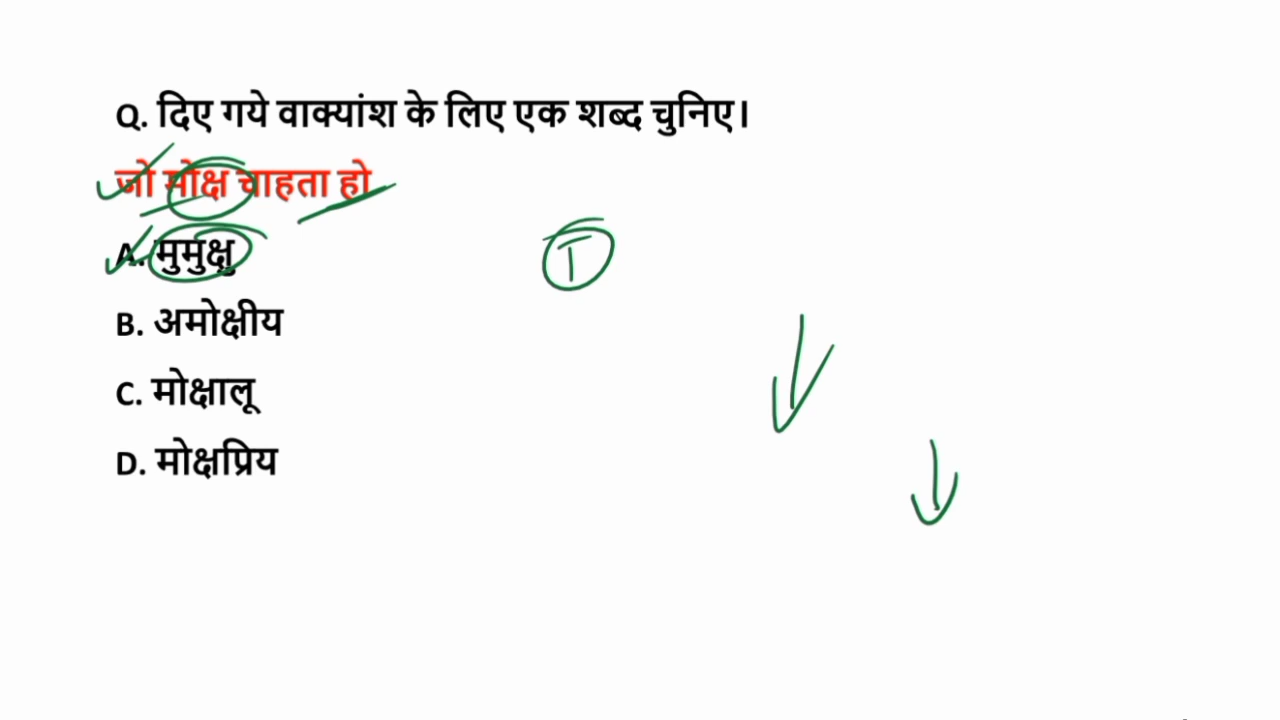 Q. दिए गये वाक्यांश के लिए एक शब्द चुनिए।
जो मोक्ष चाहता हो
A. मुमुक्षु
B. अमोक्षीय
C. मोक्षालू
D. मोक्षप्रिय